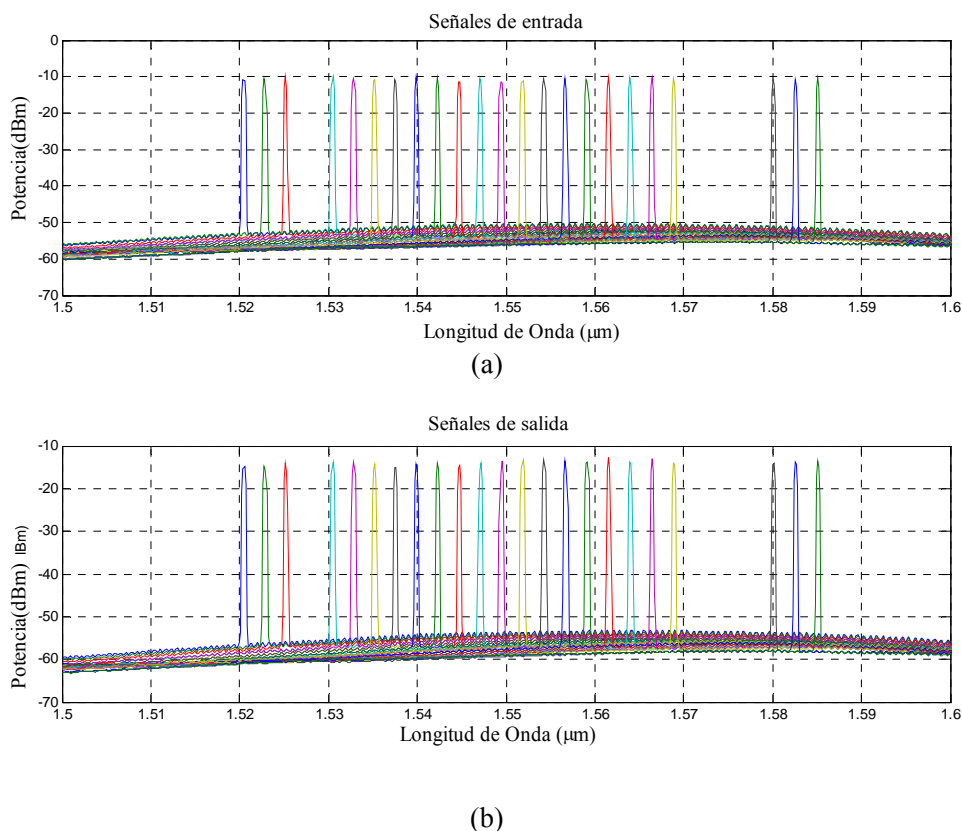 Señales de entrada
0
-10
-20
-30
-40
-50
-60
-70
Potencia(dBm)
1.5 1.51 1.52 1.53 1.54 1.55 1.56 1.57 1.58 1.59 1.6
Longitud de Onda (μm)
(a)
Señales de salida
-10
-20
-30
-40
-50
-60
-70
Potencia(dBm) lBm)
1.5 1.51 1.52 1.53 1.54 1.55 1.56 1.57 1.58 1.59 1.6
Longitud de Onda (μm)
(b)